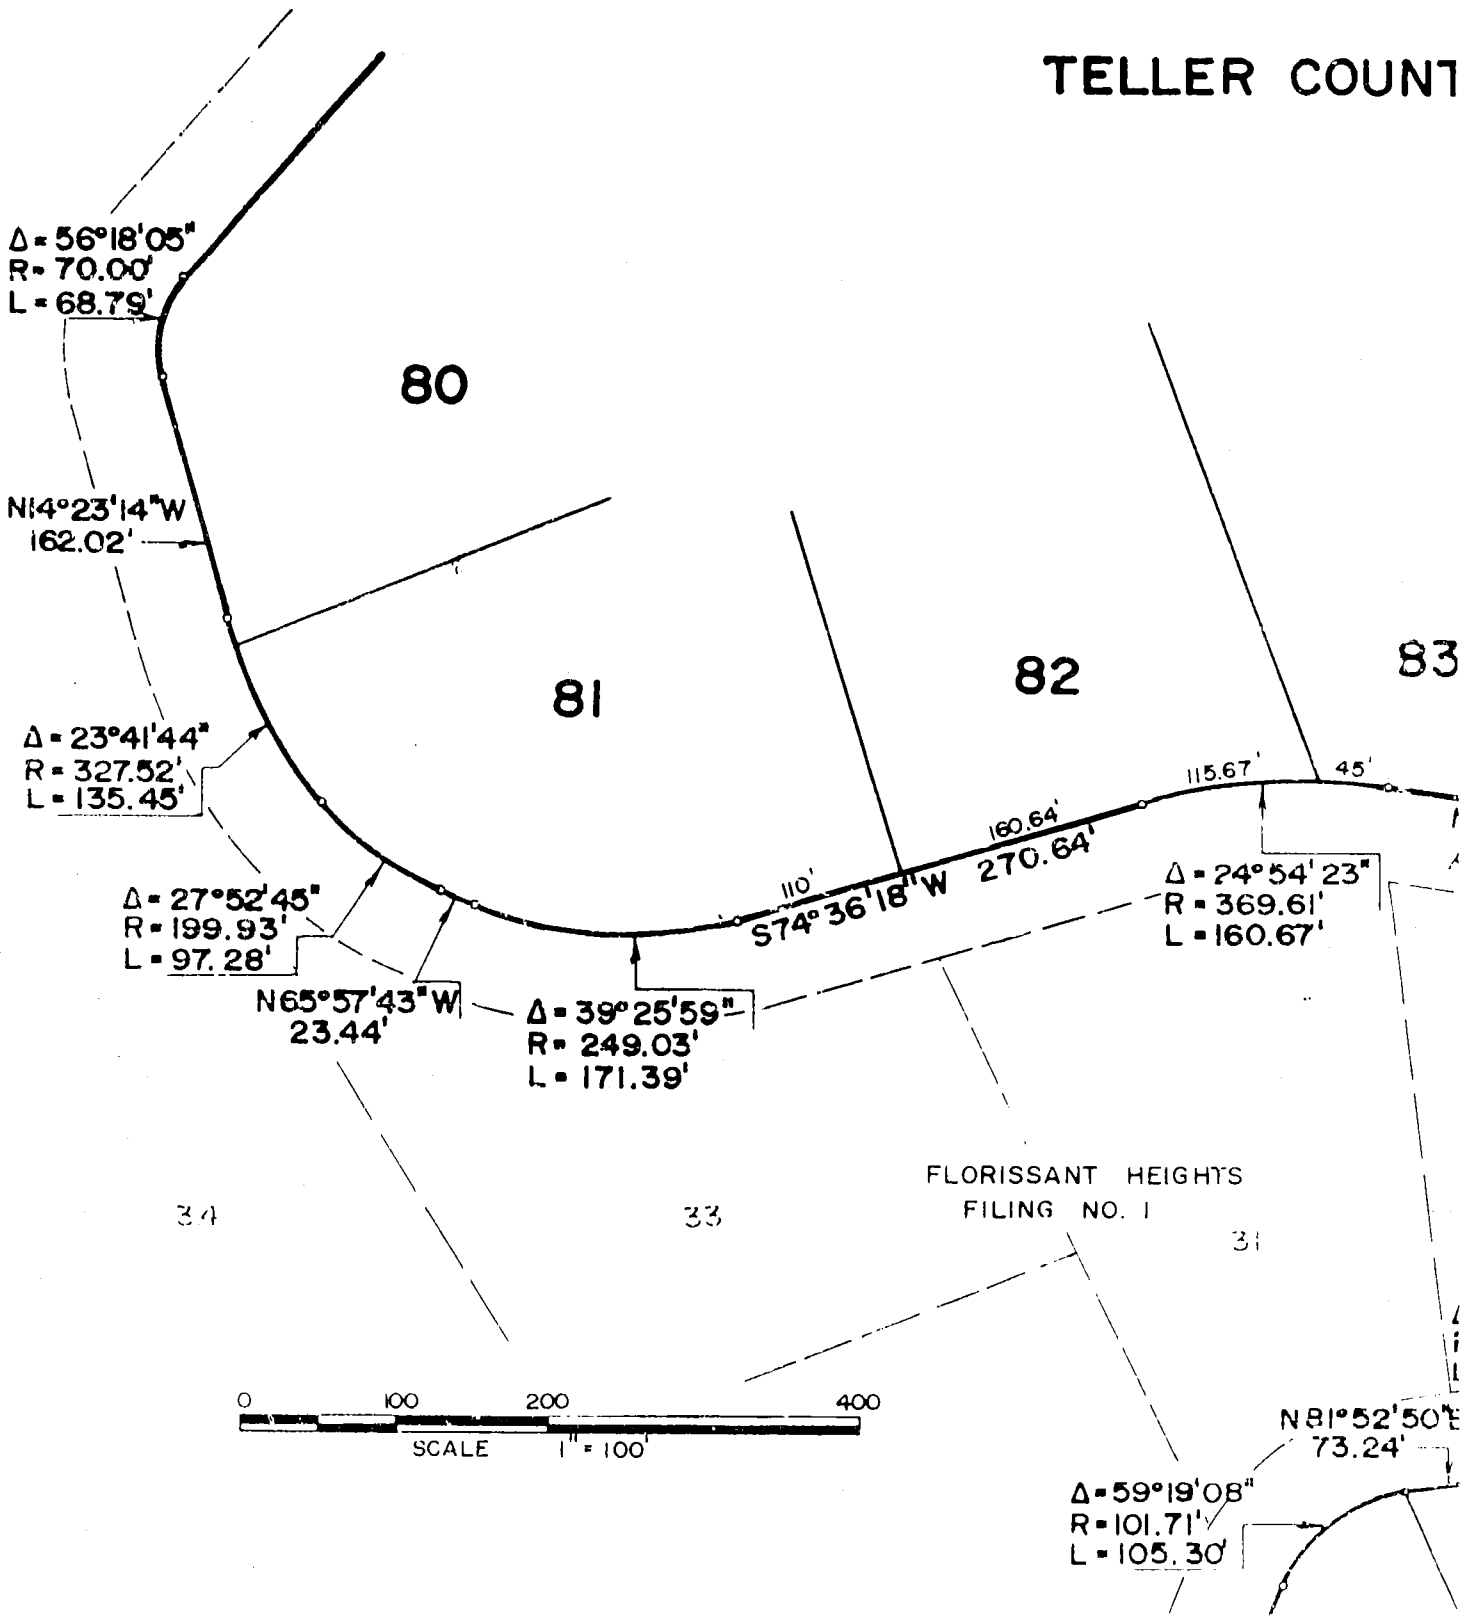 TELLER COUNT
Δ=56°18'05"
R=70.00'
L=68.79'
80
N14°23'14"W
162.02'
81
82
83
Δ=23°41'44"
R=327.52'
L=135.45'
115.67'
45'
160.64'
270.64'
110'
S74°36'18"W
Δ=24°54'23"
R=369.61'
L=160.67'
Δ=27°52'45"
R=199.93'
L=97.28'
N65°57'43"W
23.44'
Δ=39°25'59"
R=249.03'
L=171.39'
FLORISSANT HEIGHTS
FILING NO. 1
34
33
31
0 100 200 400
SCALE 1"=100'
N81°52'50"E
73.24'
Δ=59°19'08"
R=101.71'
L=105.30'